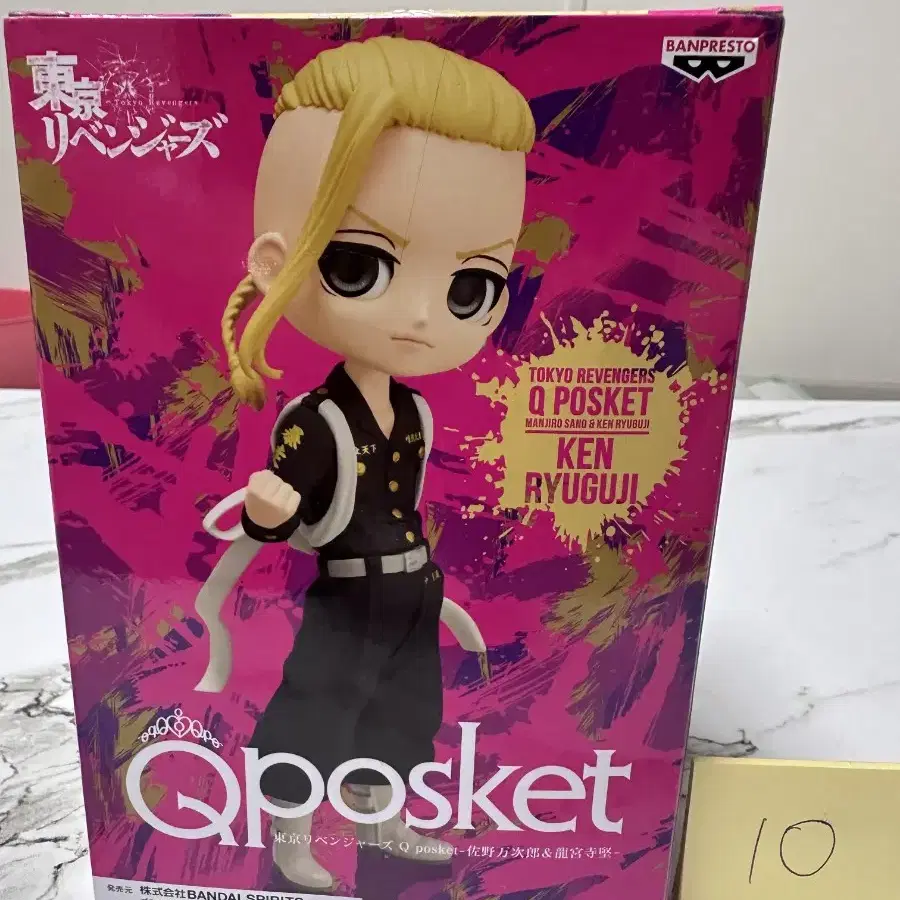 東京
Tokyo Revengers
リベンジャーズ
BANPRESTO
TOKYO REVENGERS
Q POSKET
MANJIRO SANO & KEN RYUGUJI
KEN
RYUGUJI
Qposket
東京リベンジャーズ Q posket-佐野万次郎&龍宮寺堅-
発売元 株式会社BANDAI SPIRITS
10